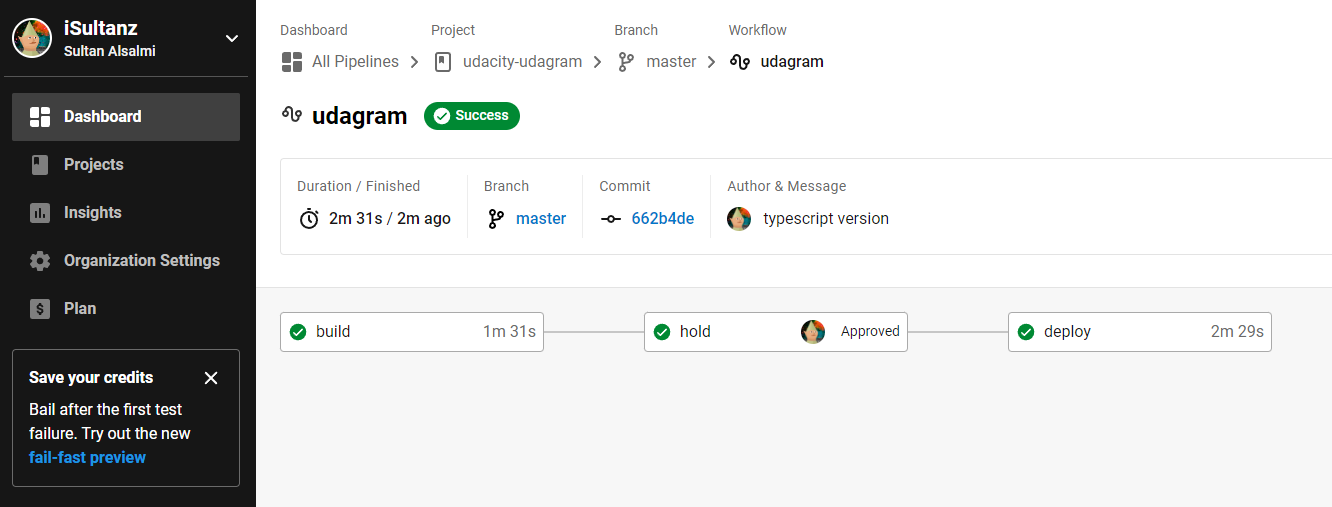 iSultanz
Sultan Alsalmi
Dashboard
Projects
Insights
Organization Settings
Plan
Save your credits
Bail after the first test
failure. Try out the new
fail-fast preview
Dashboard Project Branch Workflow
All Pipelines udacity-udagram master udagram
udagram Success
Duration / Finished Branch Commit Author & Message
2m 31s / 2m ago master 662b4de typescript version
build 1m 31s hold Approved deploy 2m 29s